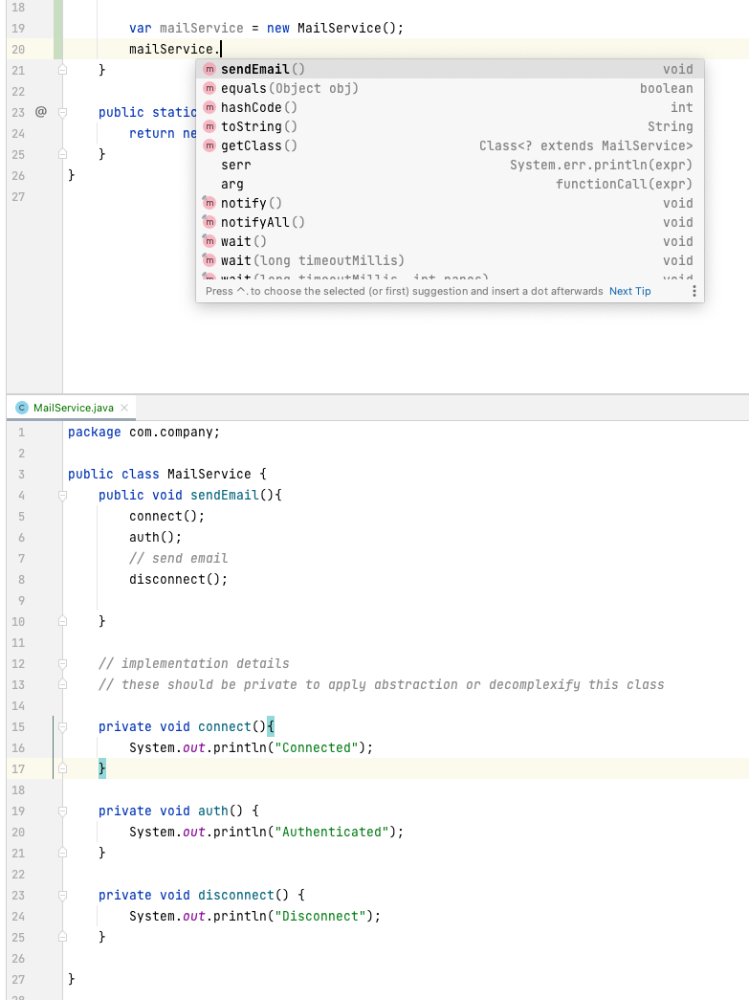 18
19 var mailService = new MailService();
20 mailService.
21 }
22
23 @ public static
24 return ne
25 }
26 }
27
m sendEmail() void
m equals(Object obj) boolean
m hashCode() int
m toString() String
m getClass() Class<? extends MailService>
serr System.err.println(expr)
arg functionCall(expr)
m notify() void
m notifyAll() void
m wait() void
m wait(long timeoutMillis) void
m wait(long timeoutMillis, int nanos) void
Press ^. to choose the selected (or first) suggestion and insert a dot afterwards Next Tip
C MailService.java
1 package com.company;
2
3 public class MailService {
4 public void sendEmail(){
5 connect();
6 auth();
7 // send email
8 disconnect();
9
10 }
11
12 // implementation details
13 // these should be private to apply abstraction or decomplexify this class
14
15 private void connect(){
16 System.out.println("Connected");
17 }
18
19 private void auth() {
20 System.out.println("Authenticated");
21 }
22
23 private void disconnect() {
24 System.out.println("Disconnect");
25 }
26
27 }
28